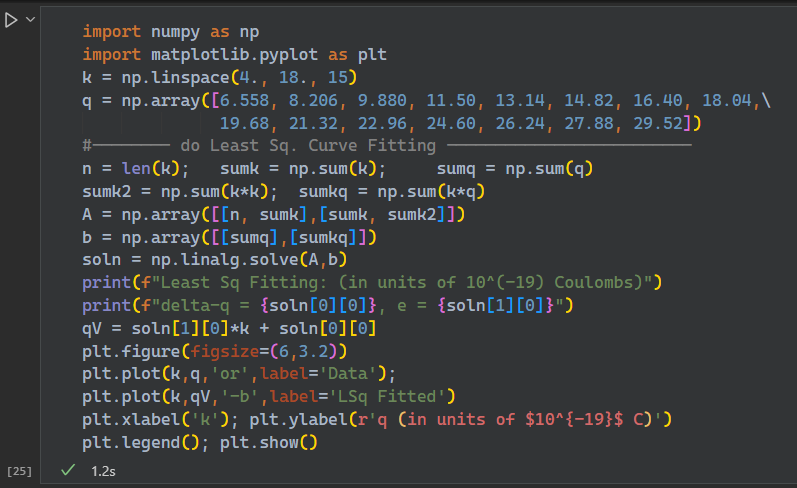 import numpy as np
import matplotlib.pyplot as plt
k = np.linspace(4., 18., 15)
q = np.array([6.558, 8.206, 9.880, 11.50, 13.14, 14.82, 16.40, 18.04,\
              19.68, 21.32, 22.96, 24.60, 26.24, 27.88, 29.52])
#———————— do Least Sq. Curve Fitting —————————————————————————
n = len(k);   sumk = np.sum(k);     sumq = np.sum(q)
sumk2 = np.sum(k*k);  sumkq = np.sum(k*q)
A = np.array([[n, sumk],[sumk, sumk2]])
b = np.array([[sumq],[sumkq]])
soln = np.linalg.solve(A,b)
print(f"Least Sq Fitting: (in units of 10^(-19) Coulombs)")
print(f"delta-q = {soln[0][0]}, e = {soln[1][0]}")
qV = soln[1][0]*k + soln[0][0]
plt.figure(figsize=(6,3.2))
plt.plot(k,q,'or',label='Data');
plt.plot(k,qV,'-b',label='LSq Fitted')
plt.xlabel('k'); plt.ylabel(r'q (in units of $10^{-19}$ C)')
plt.legend(); plt.show()
[25] 1.2s